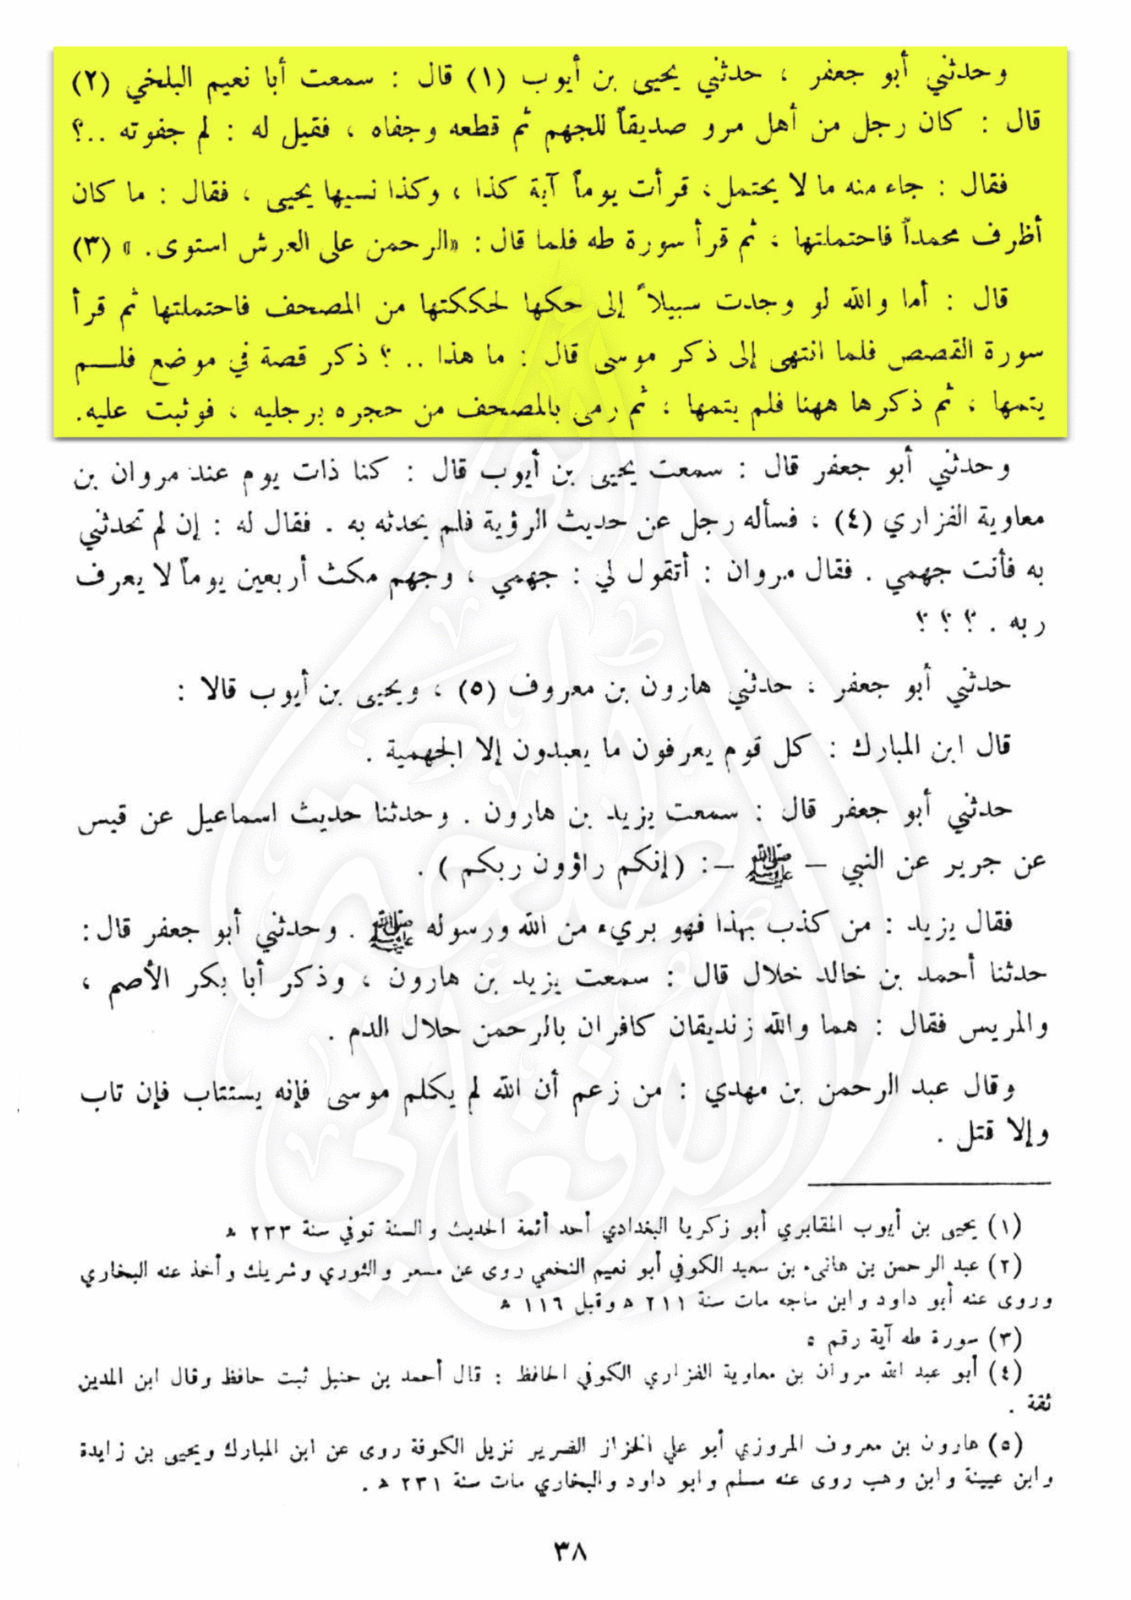 وحدثني أبو جعفر ، حدثني يحيى بن أيوب (١) قال : سمعت أبا نعيم البلخي (٢)
قال : كان رجل من أهل مرو صديقاً للجهم ثم قطعه وجفاه ، فقيل له : لم جفوته ..؟
فقال : جاء منه ما لا يحتمل، قرأت يوماً آية كذا ، وكذا نسيها يحيى ، فقال : ما كان
أظرف محمداً فاحتملتها ، ثم قرأ سورة طه فلما قال : «الرحمن على العرش استوى. » (٣)
قال : أما والله لو وجدت سبيلاً إلى حكها لحككتها من المصحف فاحتملتها ثم قرأ
سورة القصص فلما انتهى إلى ذكر موسى قال : ما هذا .. ؟ ذكر قصة في موضع فلم
يتمها ، ثم ذكرها ههنا فلم يتمها ، ثم رمى بالمصحف من حجره برجليه ، فوثبت عليه.
وحدثني أبو جعفر قال : سمعت يحيى بن أيوب قال : كنا ذات يوم عند مروان بن
معاوية الفزاري (٤) ، فسأله رجل عن حديث الرؤية فلم يحدثه به . فقال له : إن لم تحدثني
به فأنت جهمي . فقال مروان : أتقول لي : جهمي ، وجهم مكث أربعين يوماً لا يعرف
ربه . ؟ ؟ ؟
حدثني أبو جعفر ، حدثني هارون بن معروف (٥) ، ويحيى بن أيوب قالا :
قال ابن المبارك : كل قوم يعرفون ما يعبدون إلا الجهمية .
حدثني أبو جعفر قال : سمعت يزيد بن هارون . وحدثنا حديث اسماعيل عن قيس
عن جرير عن النبي – ﷺ –: (إنكم راؤون ربكم ) .
فقال يزيد : من كذب بهذا فهو بريء من الله ورسوله ﷺ . وحدثني أبو جعفر قال:
حدثنا أحمد بن خالد خلال قال : سمعت يزيد بن هارون ، وذكر أبا بكر الأصم ،
والمريس فقال : هما والله زنديقان كافران بالرحمن حلال الدم .
وقال عبد الرحمن بن مهدي : من زعم أن الله لم يكلم موسى فإنه يستتاب فإن تاب
وإلا قتل .
(١) يحيى بن أيوب المقابري أبو زكريا البغدادي أحد أئمة الحديث والسنة توفي سنة ٢٣٣ هـ
(٢) عبد الرحمن بن هانىء بن سعيد الكوفي أبو نعيم النخعي روى عن مسعر والثوري وشريك وأخذ عنه البخاري
وروى عنه أبو داود وابن ماجه مات سنة ٢١١ هـ وقيل ١١٦ هـ
(٣) سورة طه آية رقم ٥
(٤) أبو عبد الله مروان بن معاوية الفزاري الكوفي الحافظ : قال أحمد بن حنبل ثبت حافظ وقال ابن المدين
ثقة .
(٥) هارون بن معروف المروزي أبو علي الخزاز الضرير نزيل الكوفة روى عن ابن المبارك ويحيى بن زايدة
وابن عيينة وابن وهب روى عنه مسلم وابو داود والبخاري مات سنة ٢٣١ هـ .
٣٨